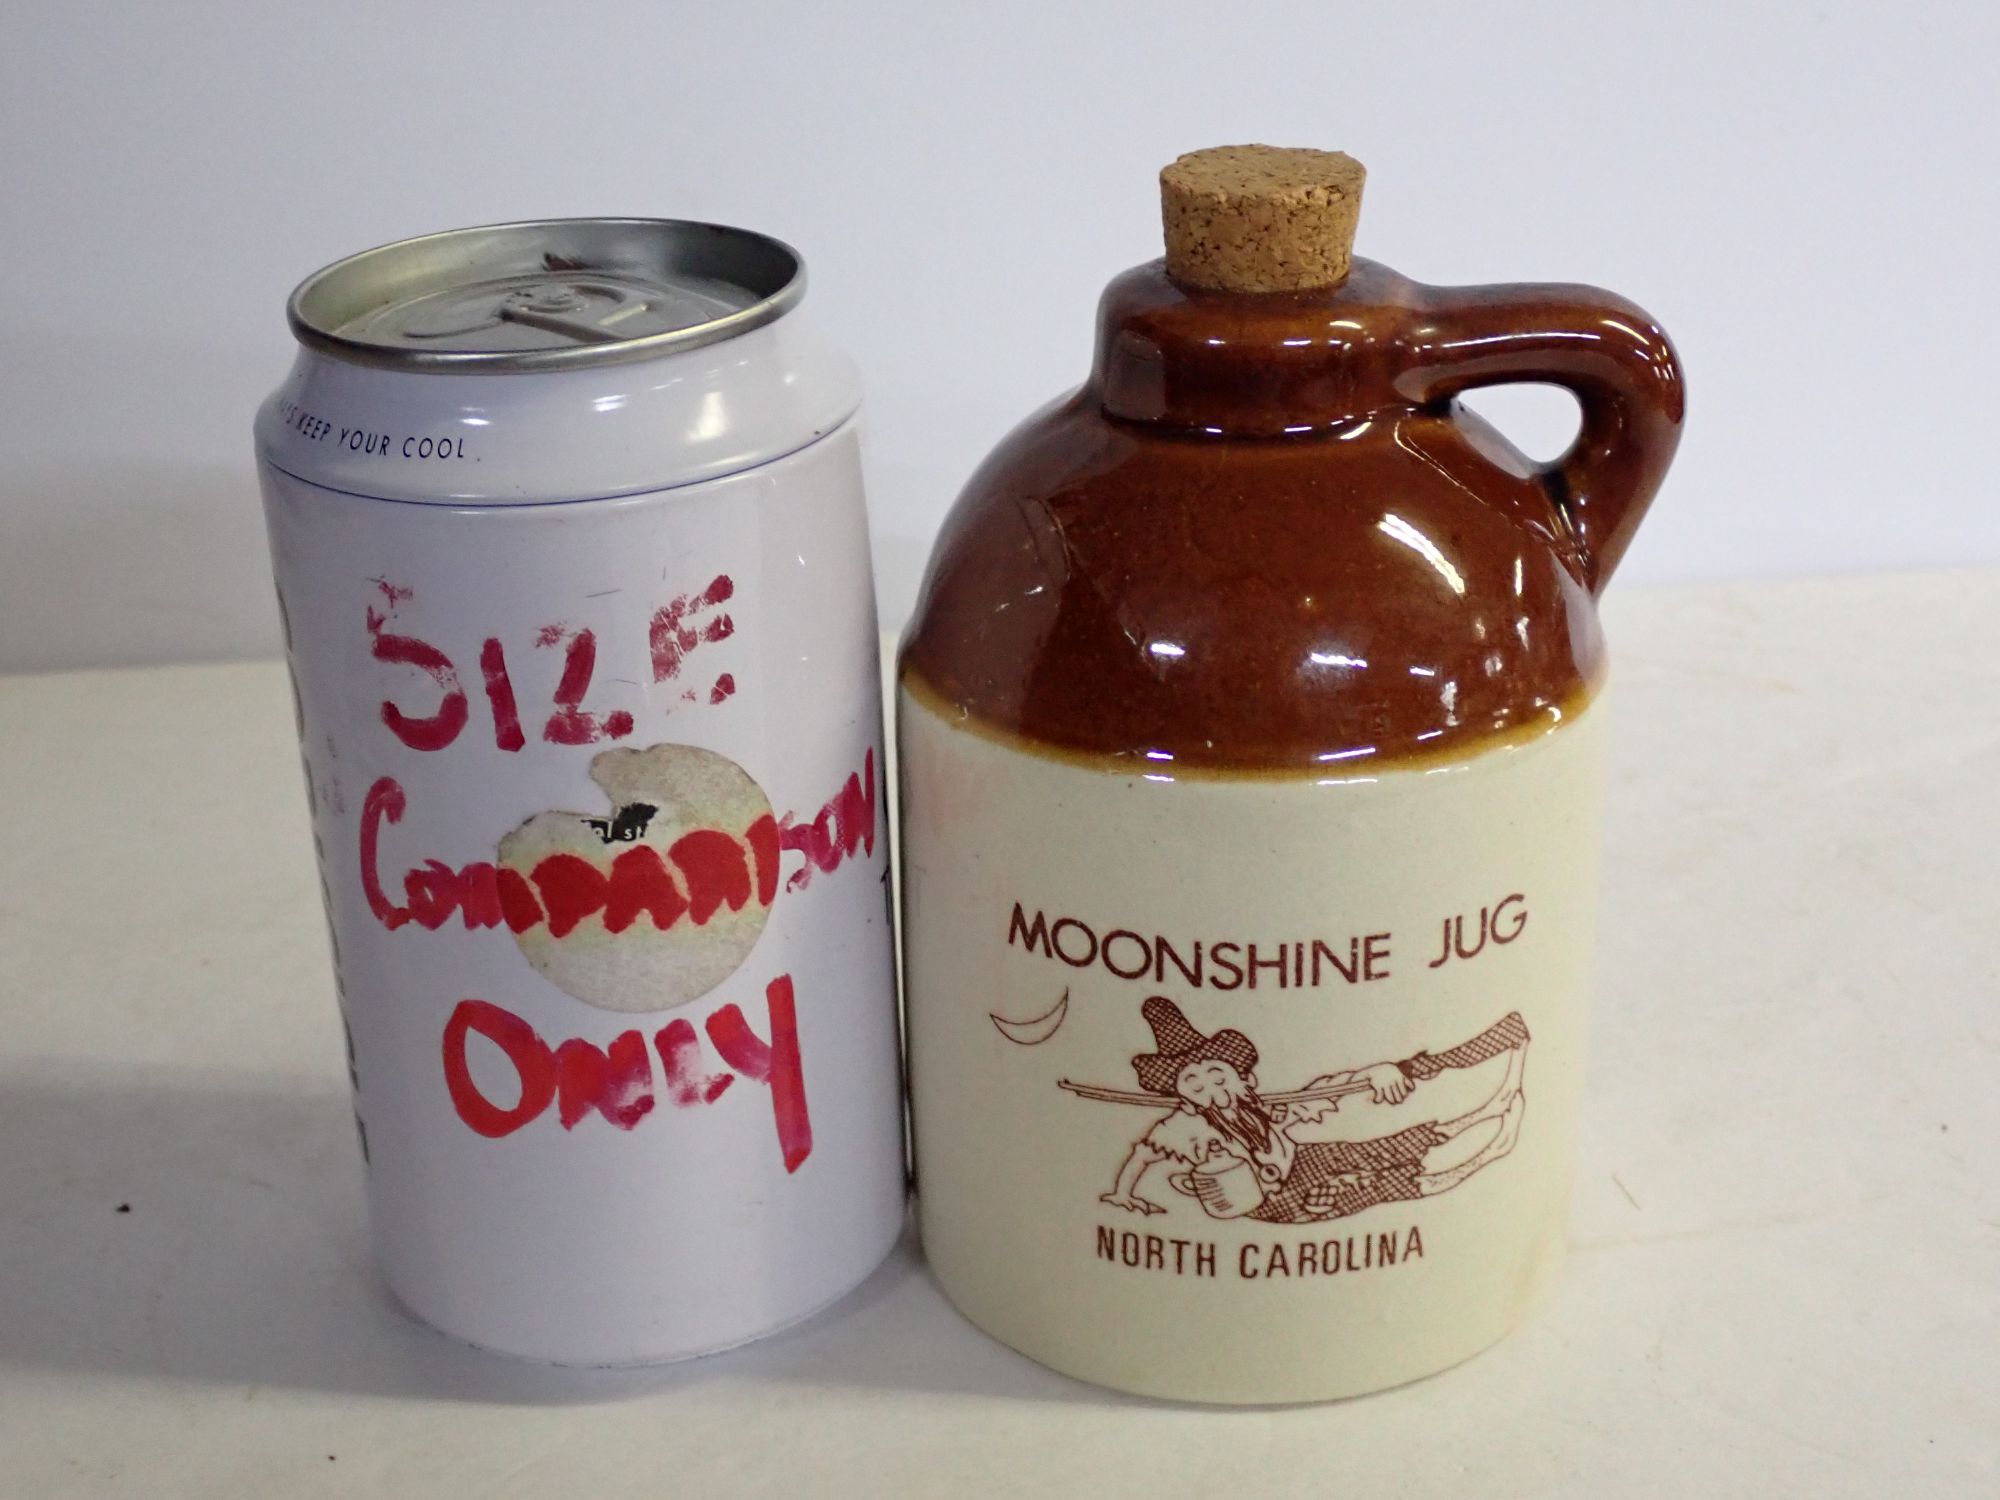 'S KEEP YOUR COOL.
SIZE
COMPARISON
ONLY
MOONSHINE JUG
NORTH CAROLINA